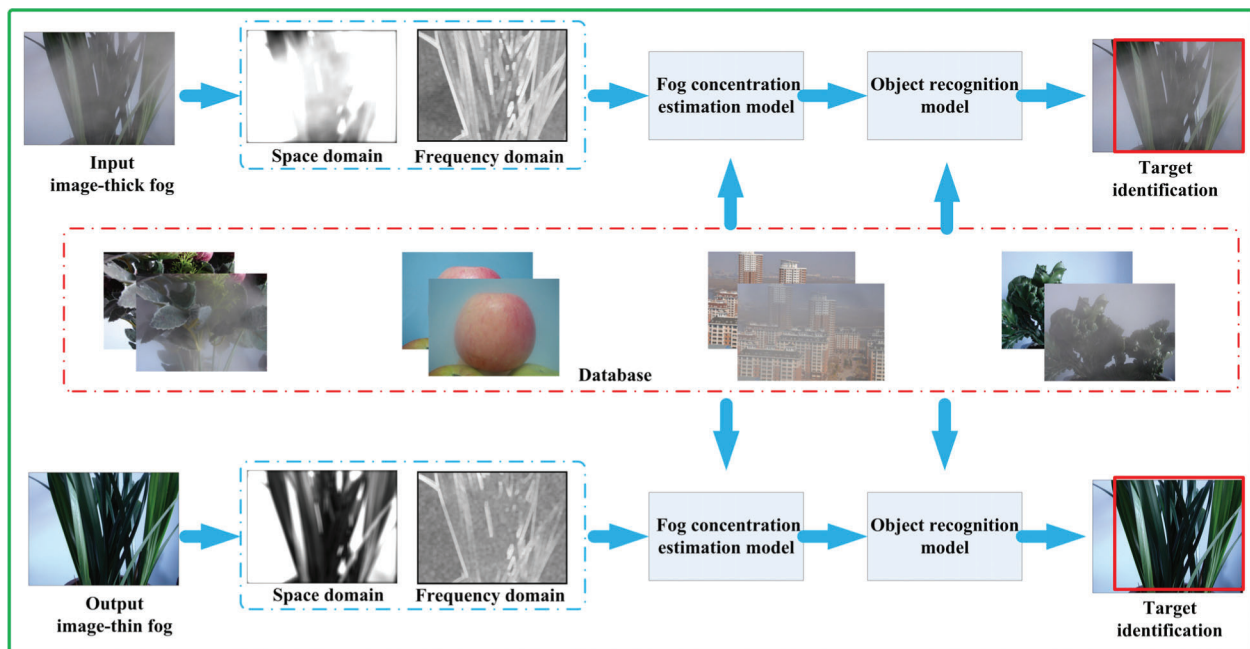 Space domain
Frequency domain
Input
image-thick fog
Fog concentration
estimation model
Object recognition
model
Target
identification
Database
Space domain
Frequency domain
Output
image-thin fog
Fog concentration
estimation model
Object recognition
model
Target
identification